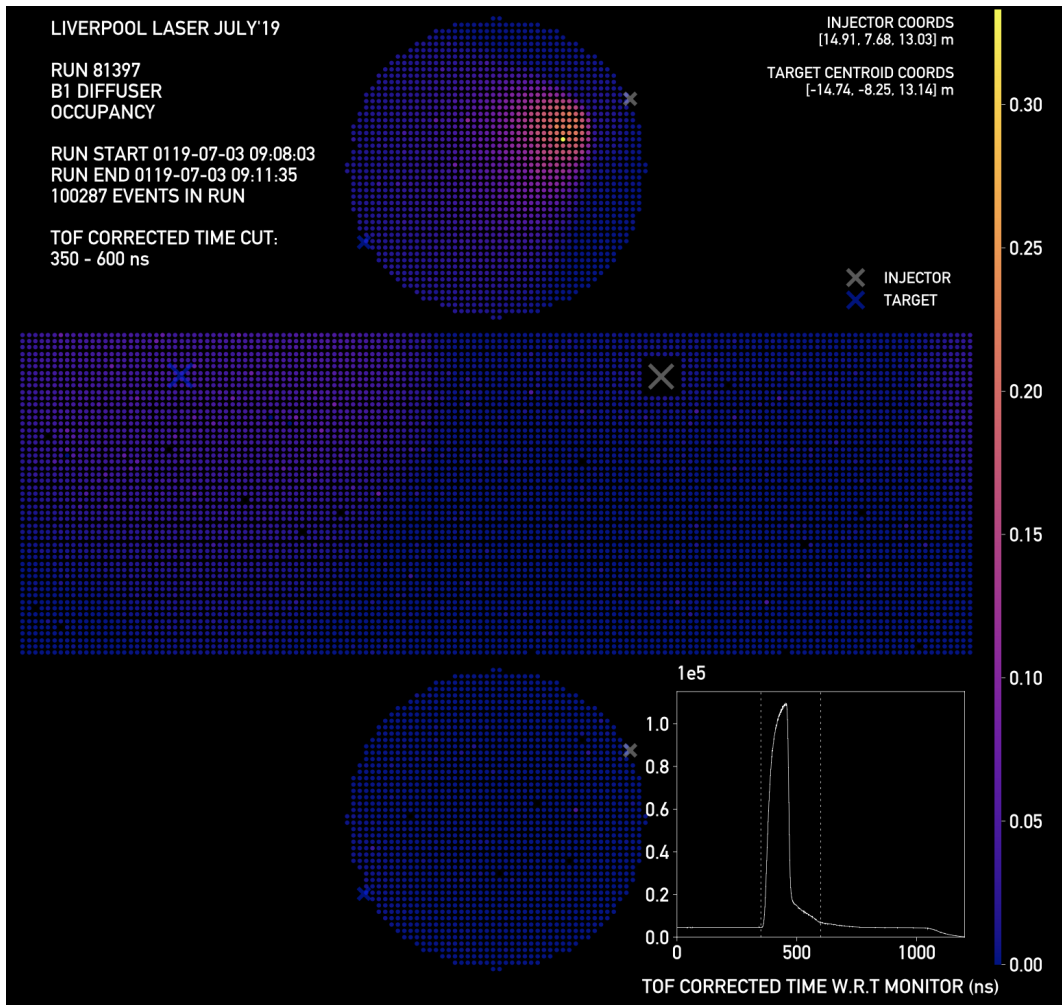 LIVERPOOL LASER JULY'19
RUN 81397
B1 DIFFUSER
OCCUPANCY
RUN START 0119-07-03 09:08:03
RUN END 0119-07-03 09:11:35
100287 EVENTS IN RUN
TOF CORRECTED TIME CUT:
350 - 600 ns
INJECTOR COORDS
[14.91, 7.68, 13.03] m
TARGET CENTROID COORDS
[-14.74, -8.25, 13.14] m
INJECTOR
TARGET
0.30
0.25
0.20
0.15
0.10
0.05
0.00
1e5
1.0
0.8
0.6
0.4
0.2
0.0
0 500 1000
TOF CORRECTED TIME W.R.T MONITOR (ns)